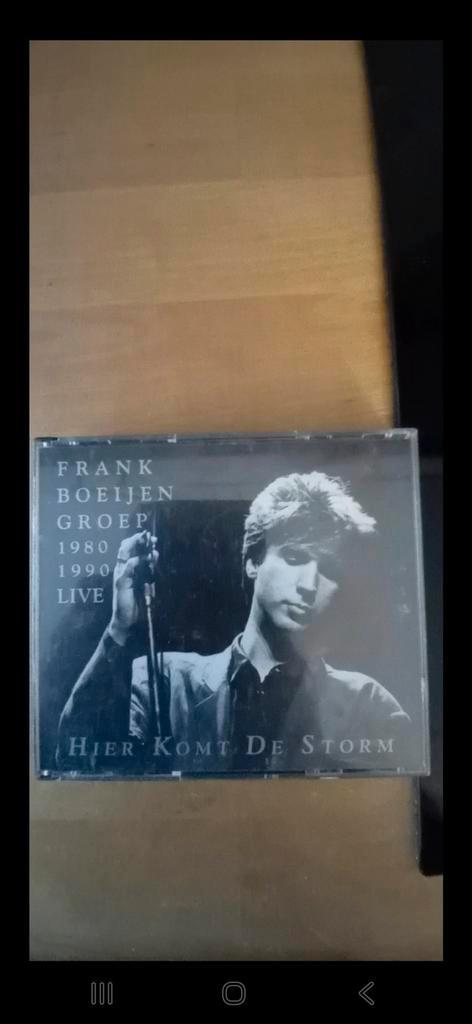 FRANK
BOEIJEN
GROEP
1980
1990
LIVE
HIER KOMT DE STORM